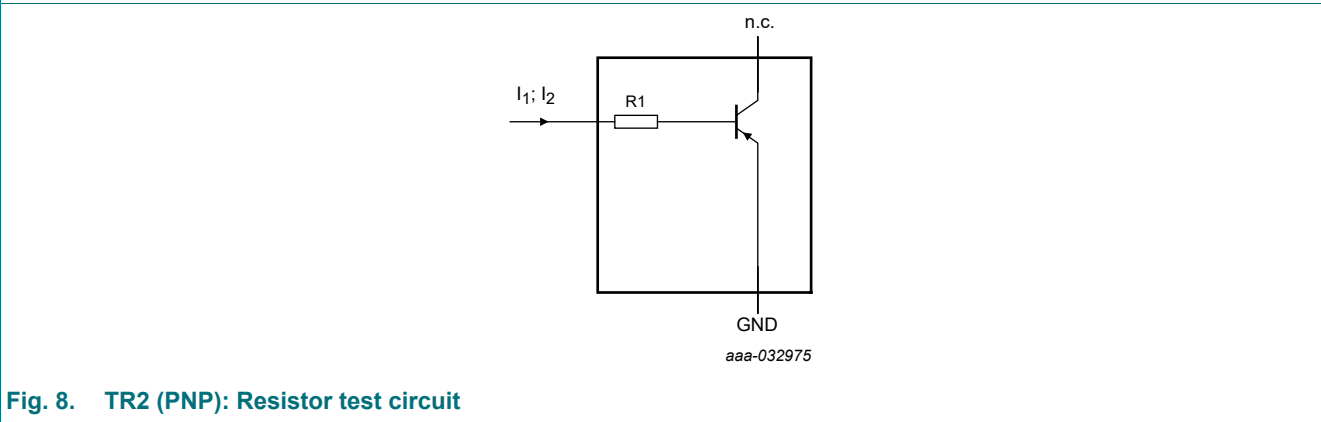 n.c.
I1; I2
R1
GND
aaa-032975
Fig. 8. TR2 (PNP): Resistor test circuit